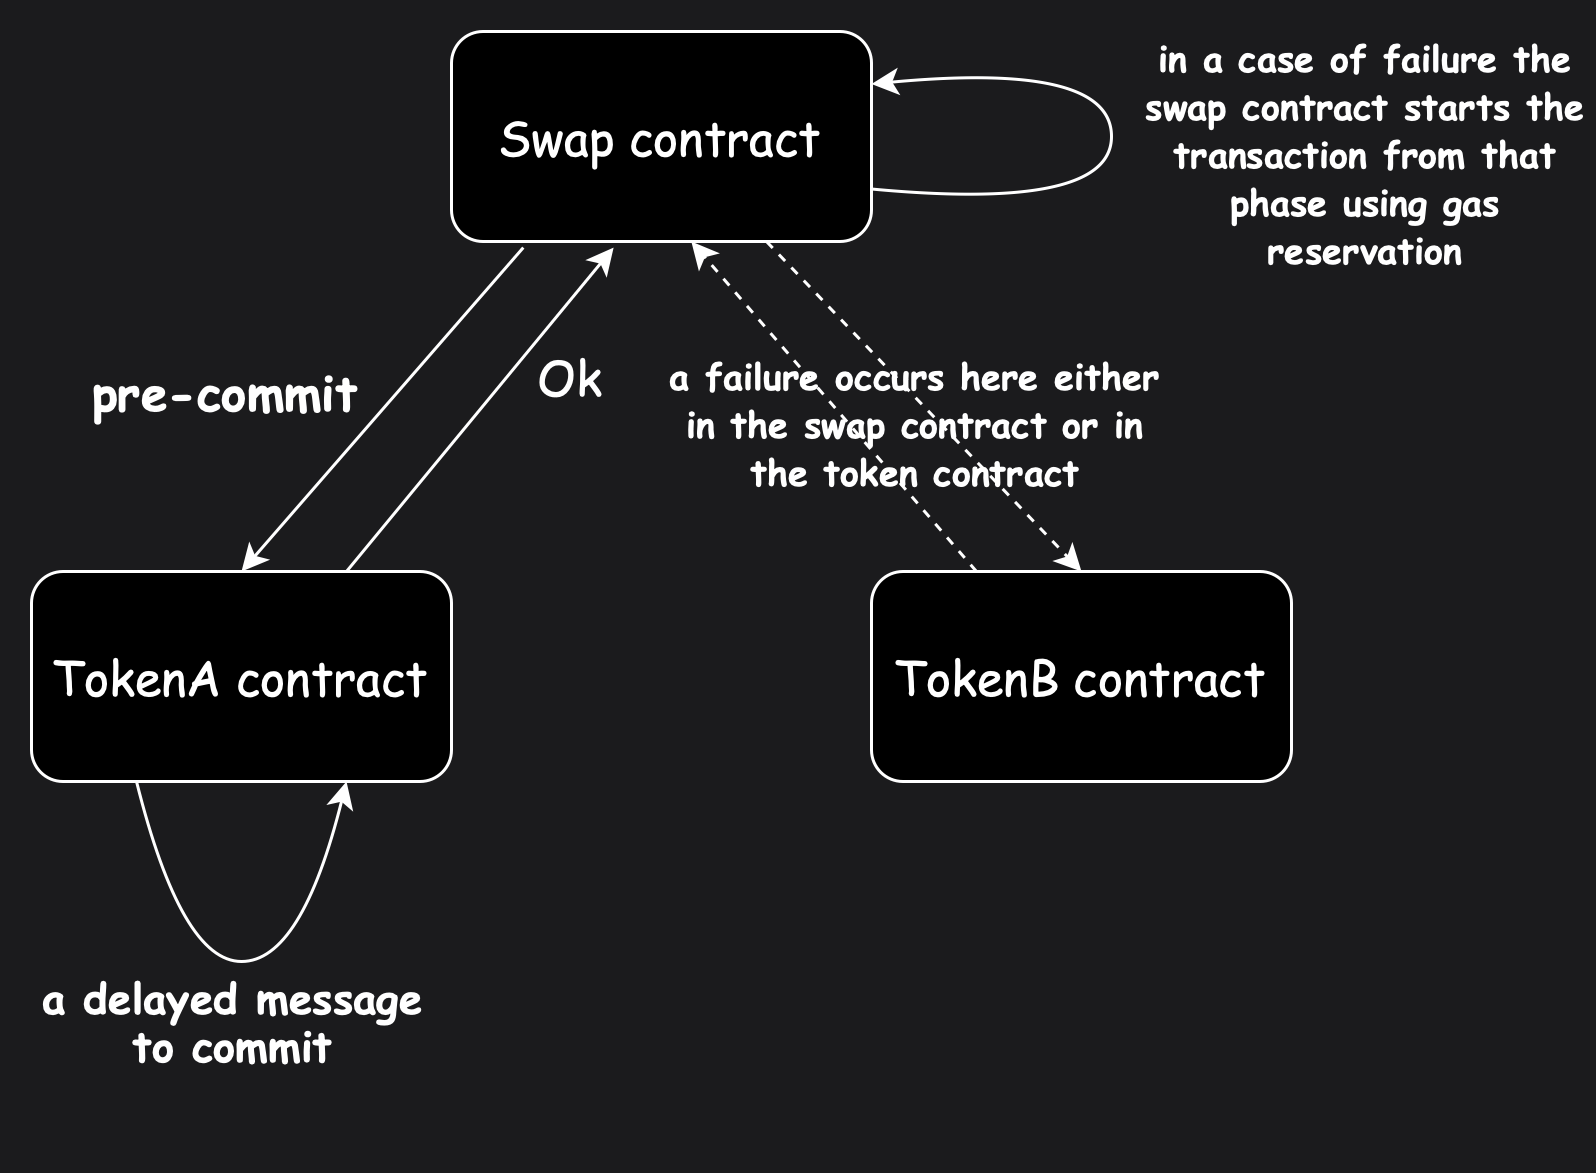 Swap contract
in a case of failure the
swap contract starts the
transaction from that
phase using gas
reservation
pre-commit
Ok
a failure occurs here either
in the swap contract or in
the token contract
TokenA contract
TokenB contract
a delayed message
to commit